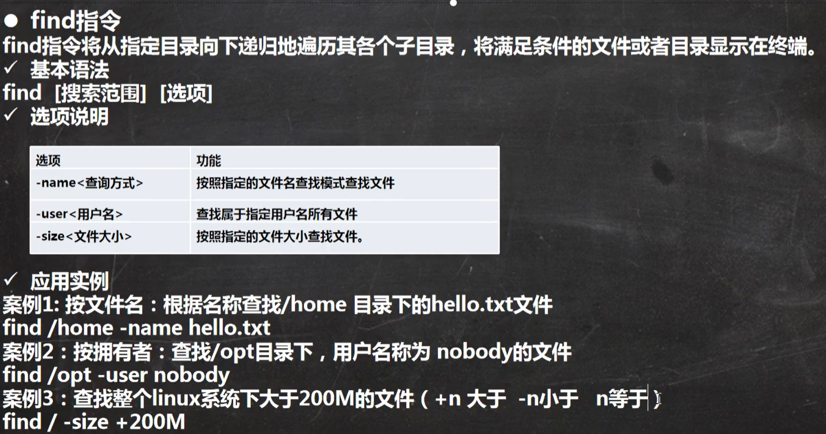 ● find指令
find指令将从指定目录向下递归地遍历其各个子目录，将满足条件的文件或者目录显示在终端。
✓ 基本语法
find [搜索范围] [选项]
✓ 选项说明
选项 功能
-name<查询方式> 按照指定的文件名查找模式查找文件
-user<用户名> 查找属于指定用户名所有文件
-size<文件大小> 按照指定的文件大小查找文件。
✓ 应用实例
案例1: 按文件名：根据名称查找/home 目录下的hello.txt文件
find /home -name hello.txt
案例2：按拥有者：查找/opt目录下，用户名称为 nobody的文件
find /opt -user nobody
案例3：查找整个linux系统下大于200M的文件（+n 大于 -n小于 n等于）
find / -size +200M